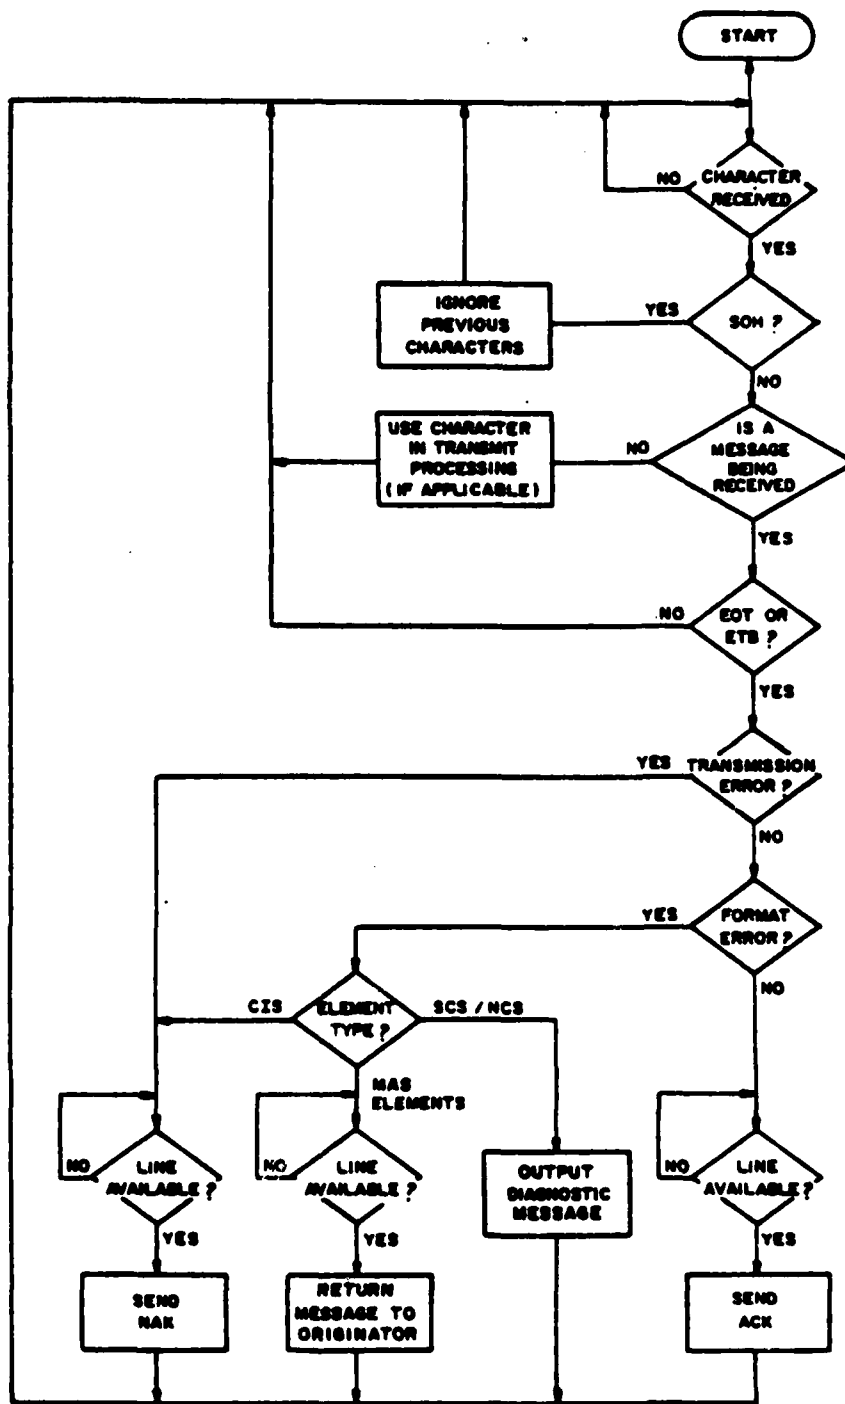 START
NO
CHARACTER
RECEIVED
YES
IGNORE
PREVIOUS
CHARACTERS
YES
SOH ?
NO
USE CHARACTER
IN TRANSMIT
PROCESSING
( IF APPLICABLE )
NO
IS A
MESSAGE
BEING
RECEIVED
YES
NO
EOT OR
ETB ?
YES
YES
TRANSMISSION
ERROR ?
NO
YES
FORMAT
ERROR ?
NO
CIS
ELEMENT
TYPE ?
SCS / NCS
MAS
ELEMENTS
NO
LINE
AVAILABLE ?
YES
NO
LINE
AVAILABLE ?
YES
OUTPUT
DIAGNOSTIC
MESSAGE
NO
LINE
AVAILABLE ?
YES
SEND
NAK
RETURN
MESSAGE TO
ORIGINATOR
SEND
ACK